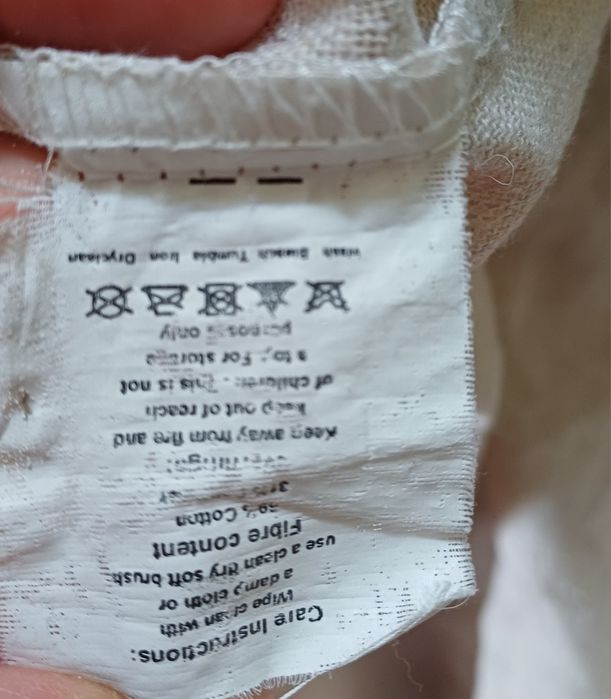 Care Instructions:
Wipe clean with
a damp cloth or
use a clean dry soft brush
Fibre content
Cotton
Keep away from fire and
keep out of reach
of children. This is not
a toy. For storage
purposes only
Wash Bleach Tumble Iron Dryclean